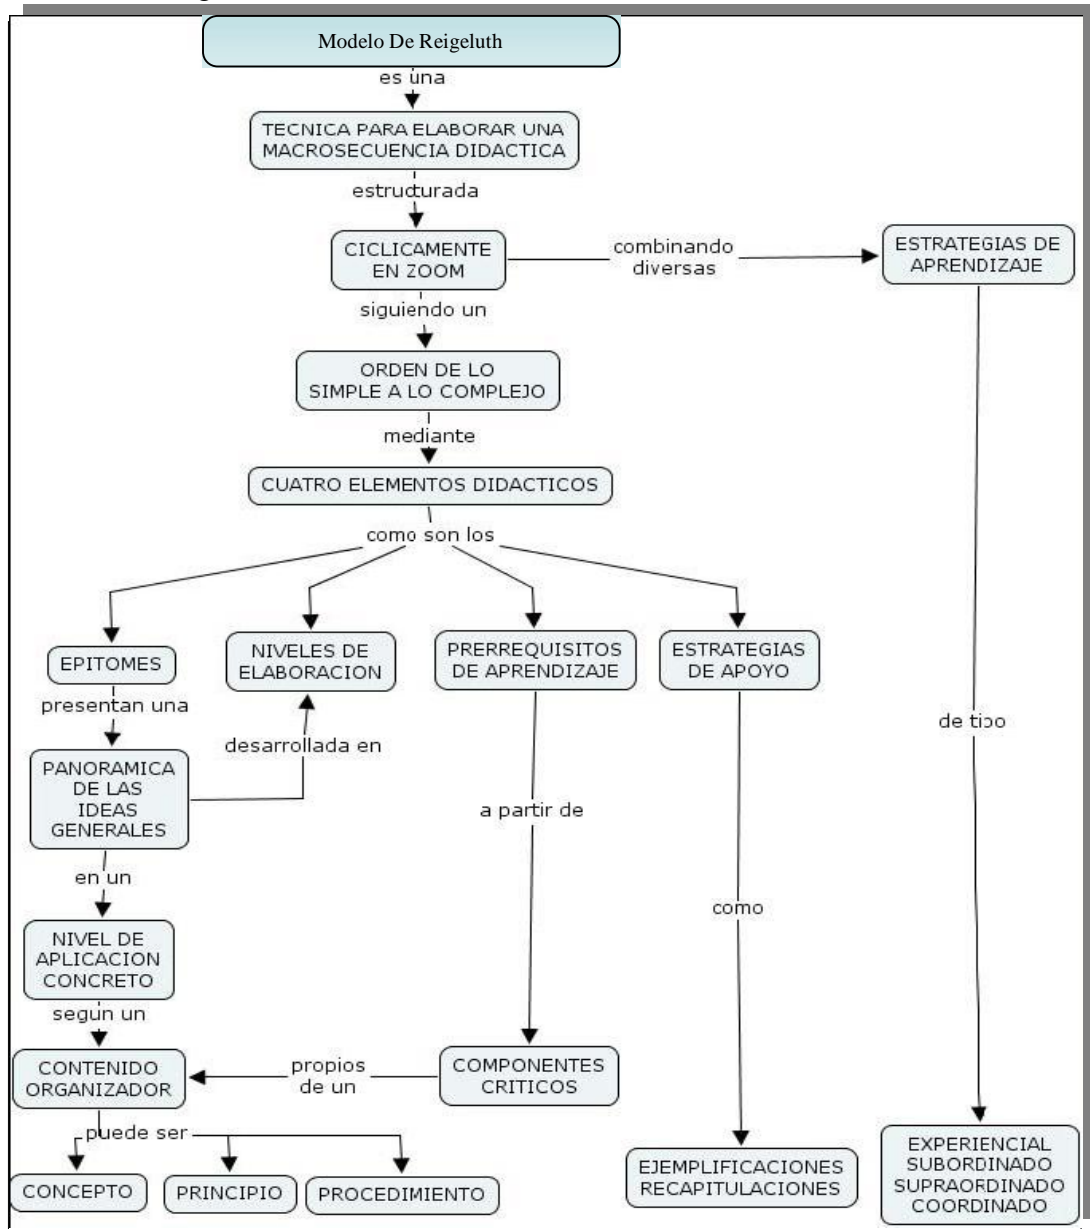 Modelo De Reigeluth
es una
TECNICA PARA ELABORAR UNA
MACROSECUENCIA DIDACTICA
estructurada
CICLICAMENTE
EN ZOOM
combinando
diversas
ESTRATEGIAS DE
APRENDIZAJE
siguiendo un
ORDEN DE LO
SIMPLE A LO COMPLEJO
mediante
CUATRO ELEMENTOS DIDACTICOS
como son los
EPITOMES
NIVELES DE
ELABORACION
PRERREQUISITOS
DE APRENDIZAJE
ESTRATEGIAS
DE APOYO
presentan una
desarrollada en
de tipo
PANORAMICA
DE LAS
IDEAS
GENERALES
a partir de
en un
como
NIVEL DE
APLICACION
CONCRETO
según un
CONTENIDO
ORGANIZADOR
propios
de un
COMPONENTES
CRITICOS
puede ser
CONCEPTO
PRINCIPIO
PROCEDIMIENTO
EJEMPLIFICACIONES
RECAPITULACIONES
EXPERIENCIAL
SUBORDINADO
SUPRAORDINADO
COORDINADO